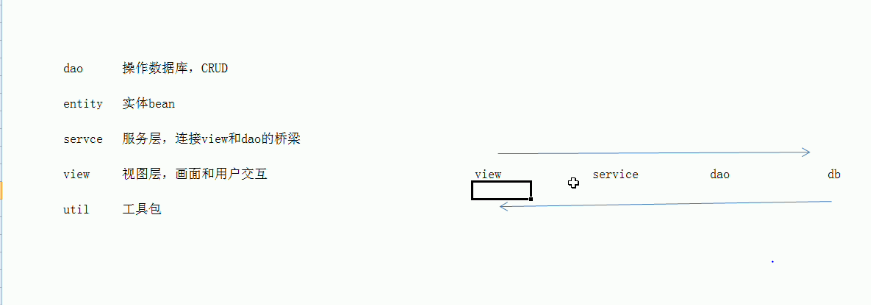 dao 操作数据库，CRUD
entity 实体bean
servce 服务层，连接view和dao的桥梁
view 视图层，画面和用户交互
util 工具包
view service dao db